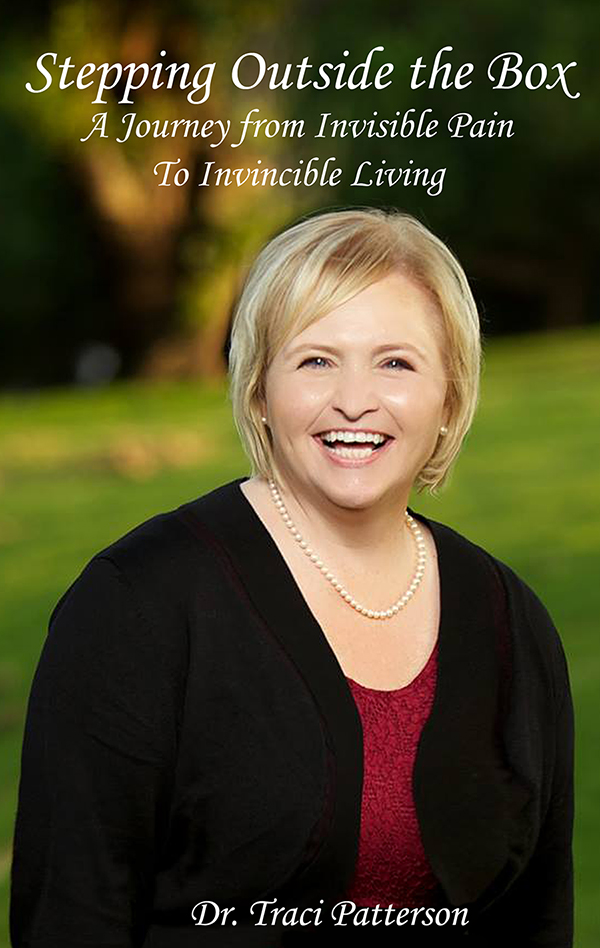 Stepping Outside the Box
A Journey from Invisible Pain
To Invincible Living
Dr. Traci Patterson